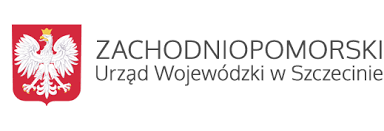 ZACHODNIOPOMORSKI
Urząd Wojewódzki w Szczecinie